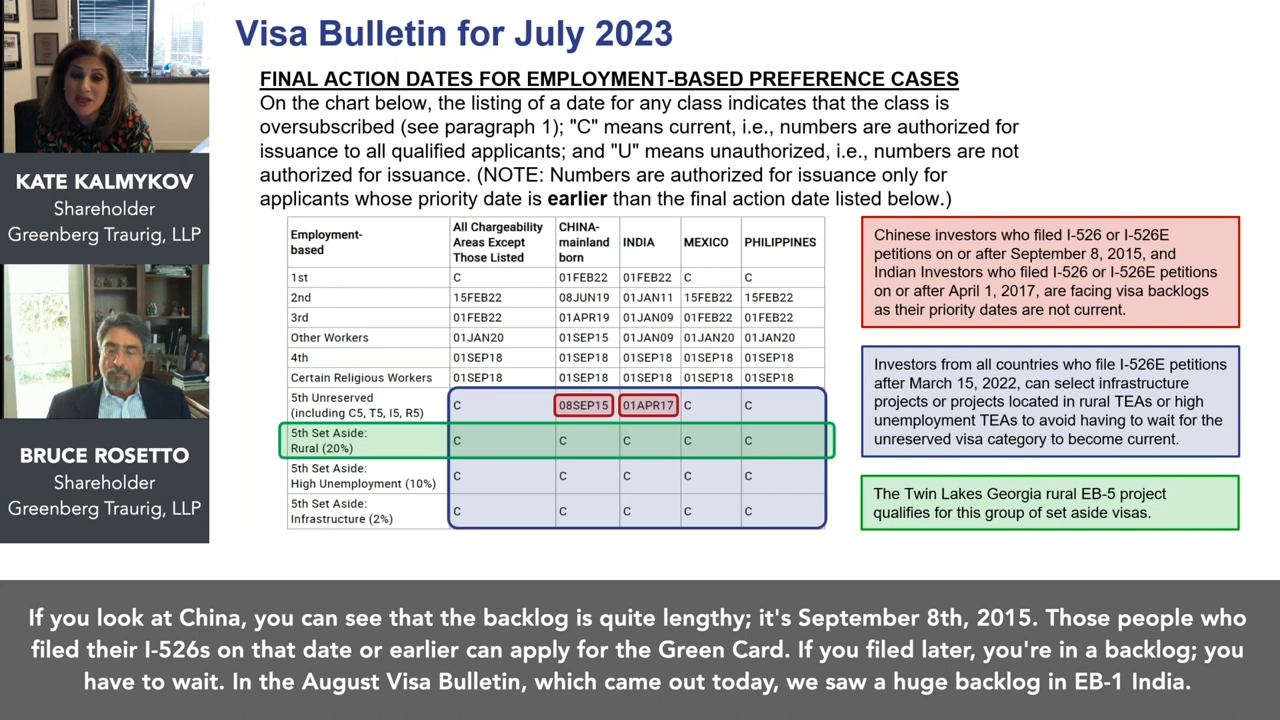 Visa Bulletin for July 2023
FINAL ACTION DATES FOR EMPLOYMENT-BASED PREFERENCE CASES
On the chart below, the listing of a date for any class indicates that the class is
oversubscribed (see paragraph 1); "C" means current, i.e., numbers are authorized for
issuance to all qualified applicants; and "U" means unauthorized, i.e., numbers are not
authorized for issuance. (NOTE: Numbers are authorized for issuance only for
applicants whose priority date is earlier than the final action date listed below.)
KATE KALMYKOV
Shareholder
Greenberg Traurig, LLP
BRUCE ROSETTO
Shareholder
Greenberg Traurig, LLP
Employment-
based
All Chargeability
Areas Except
Those Listed
CHINA-
mainland
born
INDIA
MEXICO
PHILIPPINES
1st C 01FEB22 01FEB22 C C
2nd 15FEB22 08JUN19 01JAN11 15FEB22 15FEB22
3rd 01FEB22 01APR19 01JAN09 01FEB22 01FEB22
Other Workers 01JAN20 01SEP15 01JAN09 01JAN20 01JAN20
4th 01SEP18 01SEP18 01SEP18 01SEP18 01SEP18
Certain Religious Workers 01SEP18 01SEP18 01SEP18 01SEP18 01SEP18
5th Unreserved
(including C5, T5, I5, R5) C 08SEP15 01APR17 C C
5th Set Aside:
Rural (20%) C C C C C
5th Set Aside:
High Unemployment (10%) C C C C C
5th Set Aside:
Infrastructure (2%) C C C C C
Chinese investors who filed I-526 or I-526E
petitions on or after September 8, 2015, and
Indian Investors who filed I-526 or I-526E petitions
on or after April 1, 2017, are facing visa backlogs
as their priority dates are not current.
Investors from all countries who file I-526E petitions
after March 15, 2022, can select infrastructure
projects or projects located in rural TEAs or high
unemployment TEAs to avoid having to wait for the
unreserved visa category to become current.
The Twin Lakes Georgia rural EB-5 project
qualifies for this group of set aside visas.
If you look at China, you can see that the backlog is quite lengthy; it's September 8th, 2015. Those people who
filed their I-526s on that date or earlier can apply for the Green Card. If you filed later, you're in a backlog; you
have to wait. In the August Visa Bulletin, which came out today, we saw a huge backlog in EB-1 India.